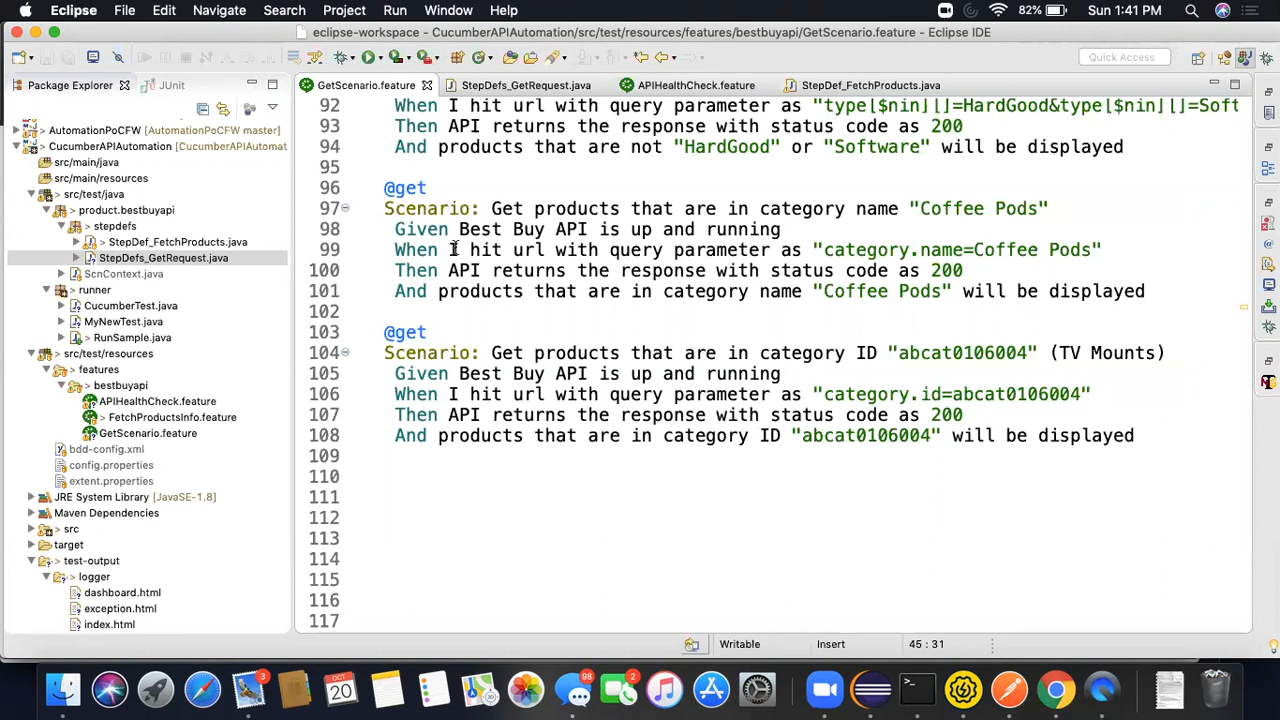 Eclipse File Edit Navigate Search Project Run Window Help 82% Sun 1:41 PM
eclipse-workspace - CucumberAPIAutomation/src/test/resources/features/bestbuyapi/GetScenario.feature - Eclipse IDE
Quick Access
Package Explorer JUnit
GetScenario.feature StepDefs_GetRequest.java APIHealthCheck.feature StepDef_FetchProducts.java
> AutomationPoCFW [AutomationPoCFW master]
> CucumberAPIAutomation [CucumberAPIAutomat
src/main/java
src/main/resources
> src/test/java
> product.bestbuyapi
> stepdefs
> StepDef_FetchProducts.java
StepDefs_GetRequest.java
> ScnContext.java
> runner
CucumberTest.java
MyNewTest.java
> RunSample.java
> src/test/resources
> features
> bestbuyapi
APIHealthCheck.feature
> FetchProductsInfo.feature
GetScenario.feature
bdd-config.xml
config.properties
extent.properties
JRE System Library [JavaSE-1.8]
Maven Dependencies
> src
target
> test-output
> logger
dashboard.html
exception.html
index.html
92 When I hit url with query parameter as "type[$nin][]=HardGood&type[$nin][]=Soft
93 Then API returns the response with status code as 200
94 And products that are not "HardGood" or "Software" will be displayed
95
96 @get
97 Scenario: Get products that are in category name "Coffee Pods"
98 Given Best Buy API is up and running
99 When I hit url with query parameter as "category.name=Coffee Pods"
100 Then API returns the response with status code as 200
101 And products that are in category name "Coffee Pods" will be displayed
102
103 @get
104 Scenario: Get products that are in category ID "abcat0106004" (TV Mounts)
105 Given Best Buy API is up and running
106 When I hit url with query parameter as "category.id=abcat0106004"
107 Then API returns the response with status code as 200
108 And products that are in category ID "abcat0106004" will be displayed
109
110
111
112
113
114
115
116
117
Writable Insert 45 : 31
3 OCT 20 98 2